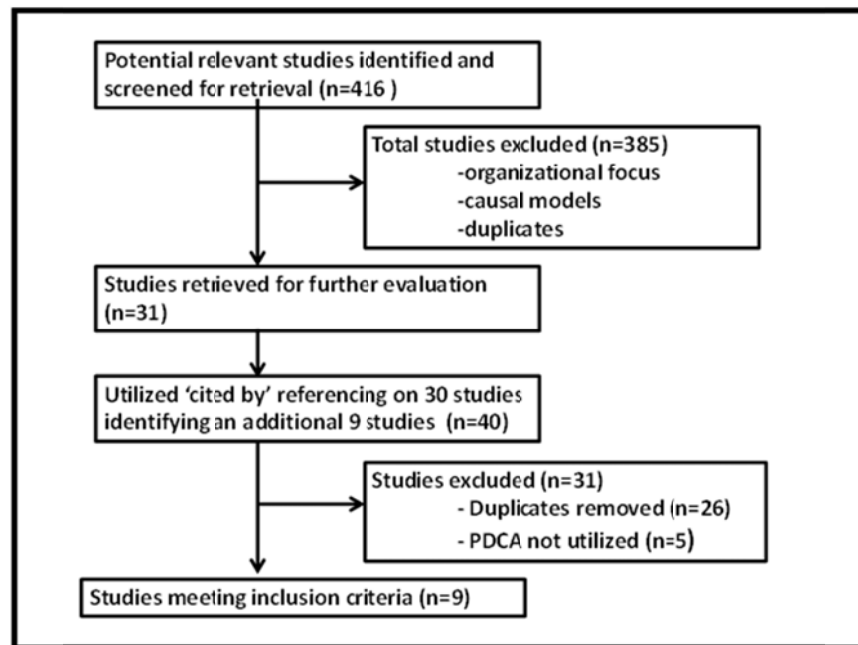 Potential relevant studies identified and
screened for retrieval (n=416 )
Total studies excluded (n=385)
-organizational focus
-causal models
-duplicates
Studies retrieved for further evaluation
(n=31)
Utilized ‘cited by’ referencing on 30 studies
identifying an additional 9 studies (n=40)
Studies excluded (n=31)
- Duplicates removed (n=26)
- PDCA not utilized (n=5)
Studies meeting inclusion criteria (n=9)